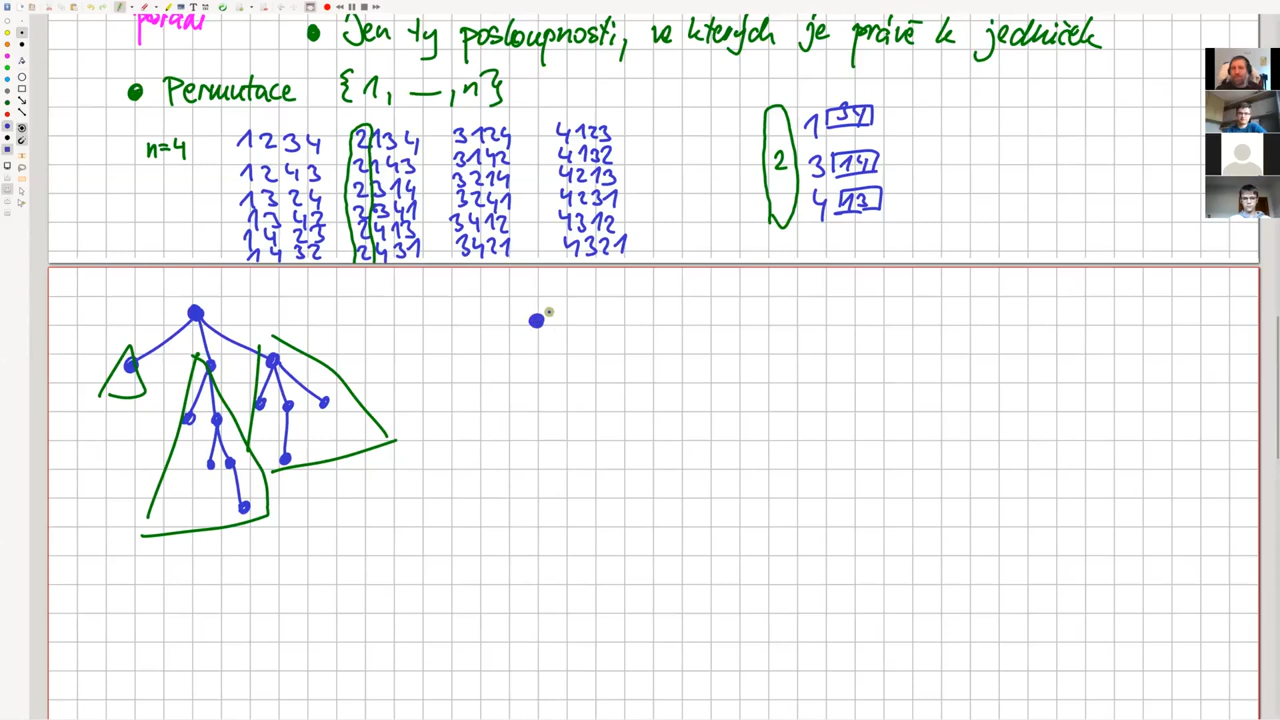 pořadí
• Jen ty posloupnosti, ve kterých je právě k jedniček
• Permutace {1, —, n}
n=4
1234 2134 3124 4123
1243 2143 3142 4132
1324 2314 3214 4213
1342 2341 3241 4231
1423 2413 3412 4312
1432 2431 3421 4321
2
1 34
3 14
4 13